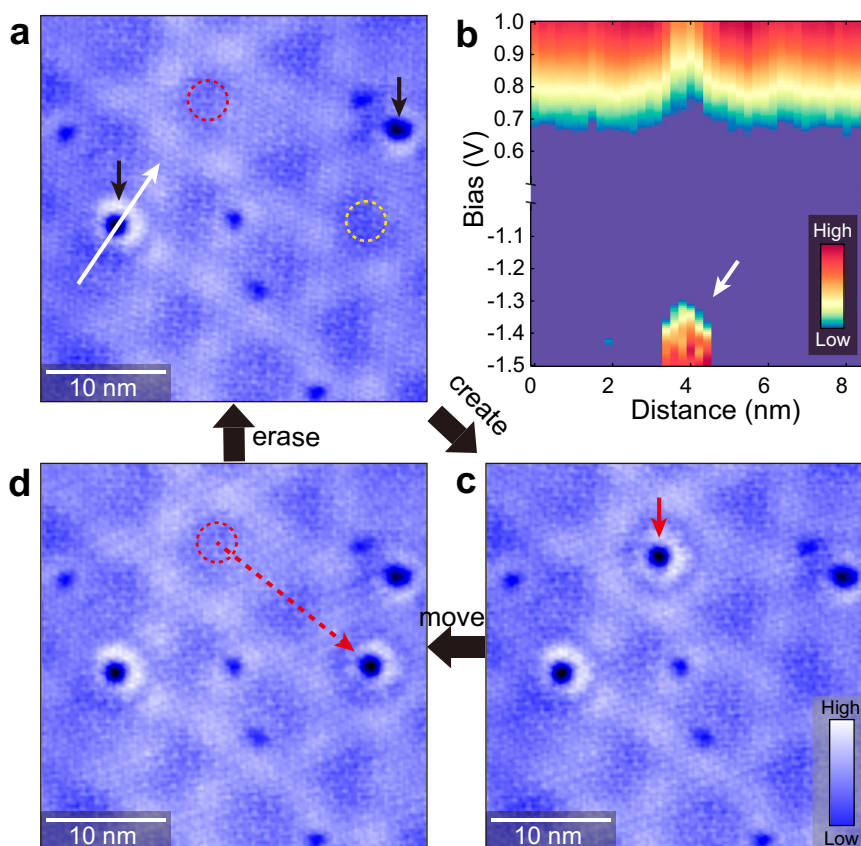 a
10 nm
b
Bias (V)
1.0
0.9
0.8
0.7
0.6
-1.1
-1.2
-1.3
-1.4
-1.5
High
Low
0
2
4
6
8
Distance (nm)
erase
create
d
10 nm
move
c
10 nm
High
Low